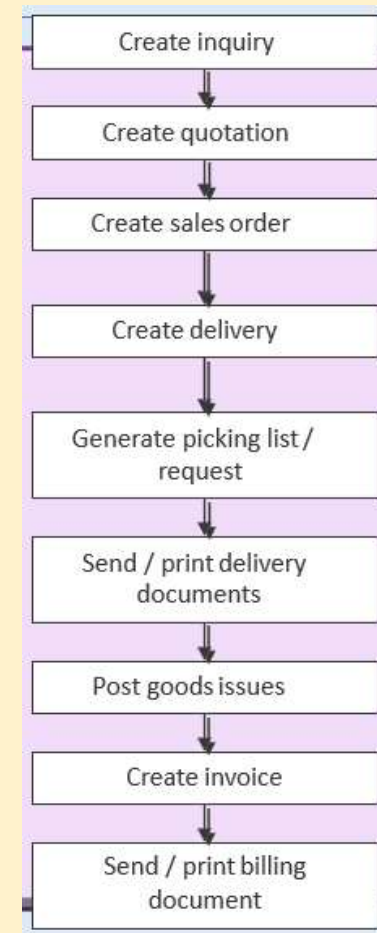 Create inquiry
Create quotation
Create sales order
Create delivery
Generate picking list /
request
Send / print delivery
documents
Post goods issues
Create invoice
Send / print billing
document